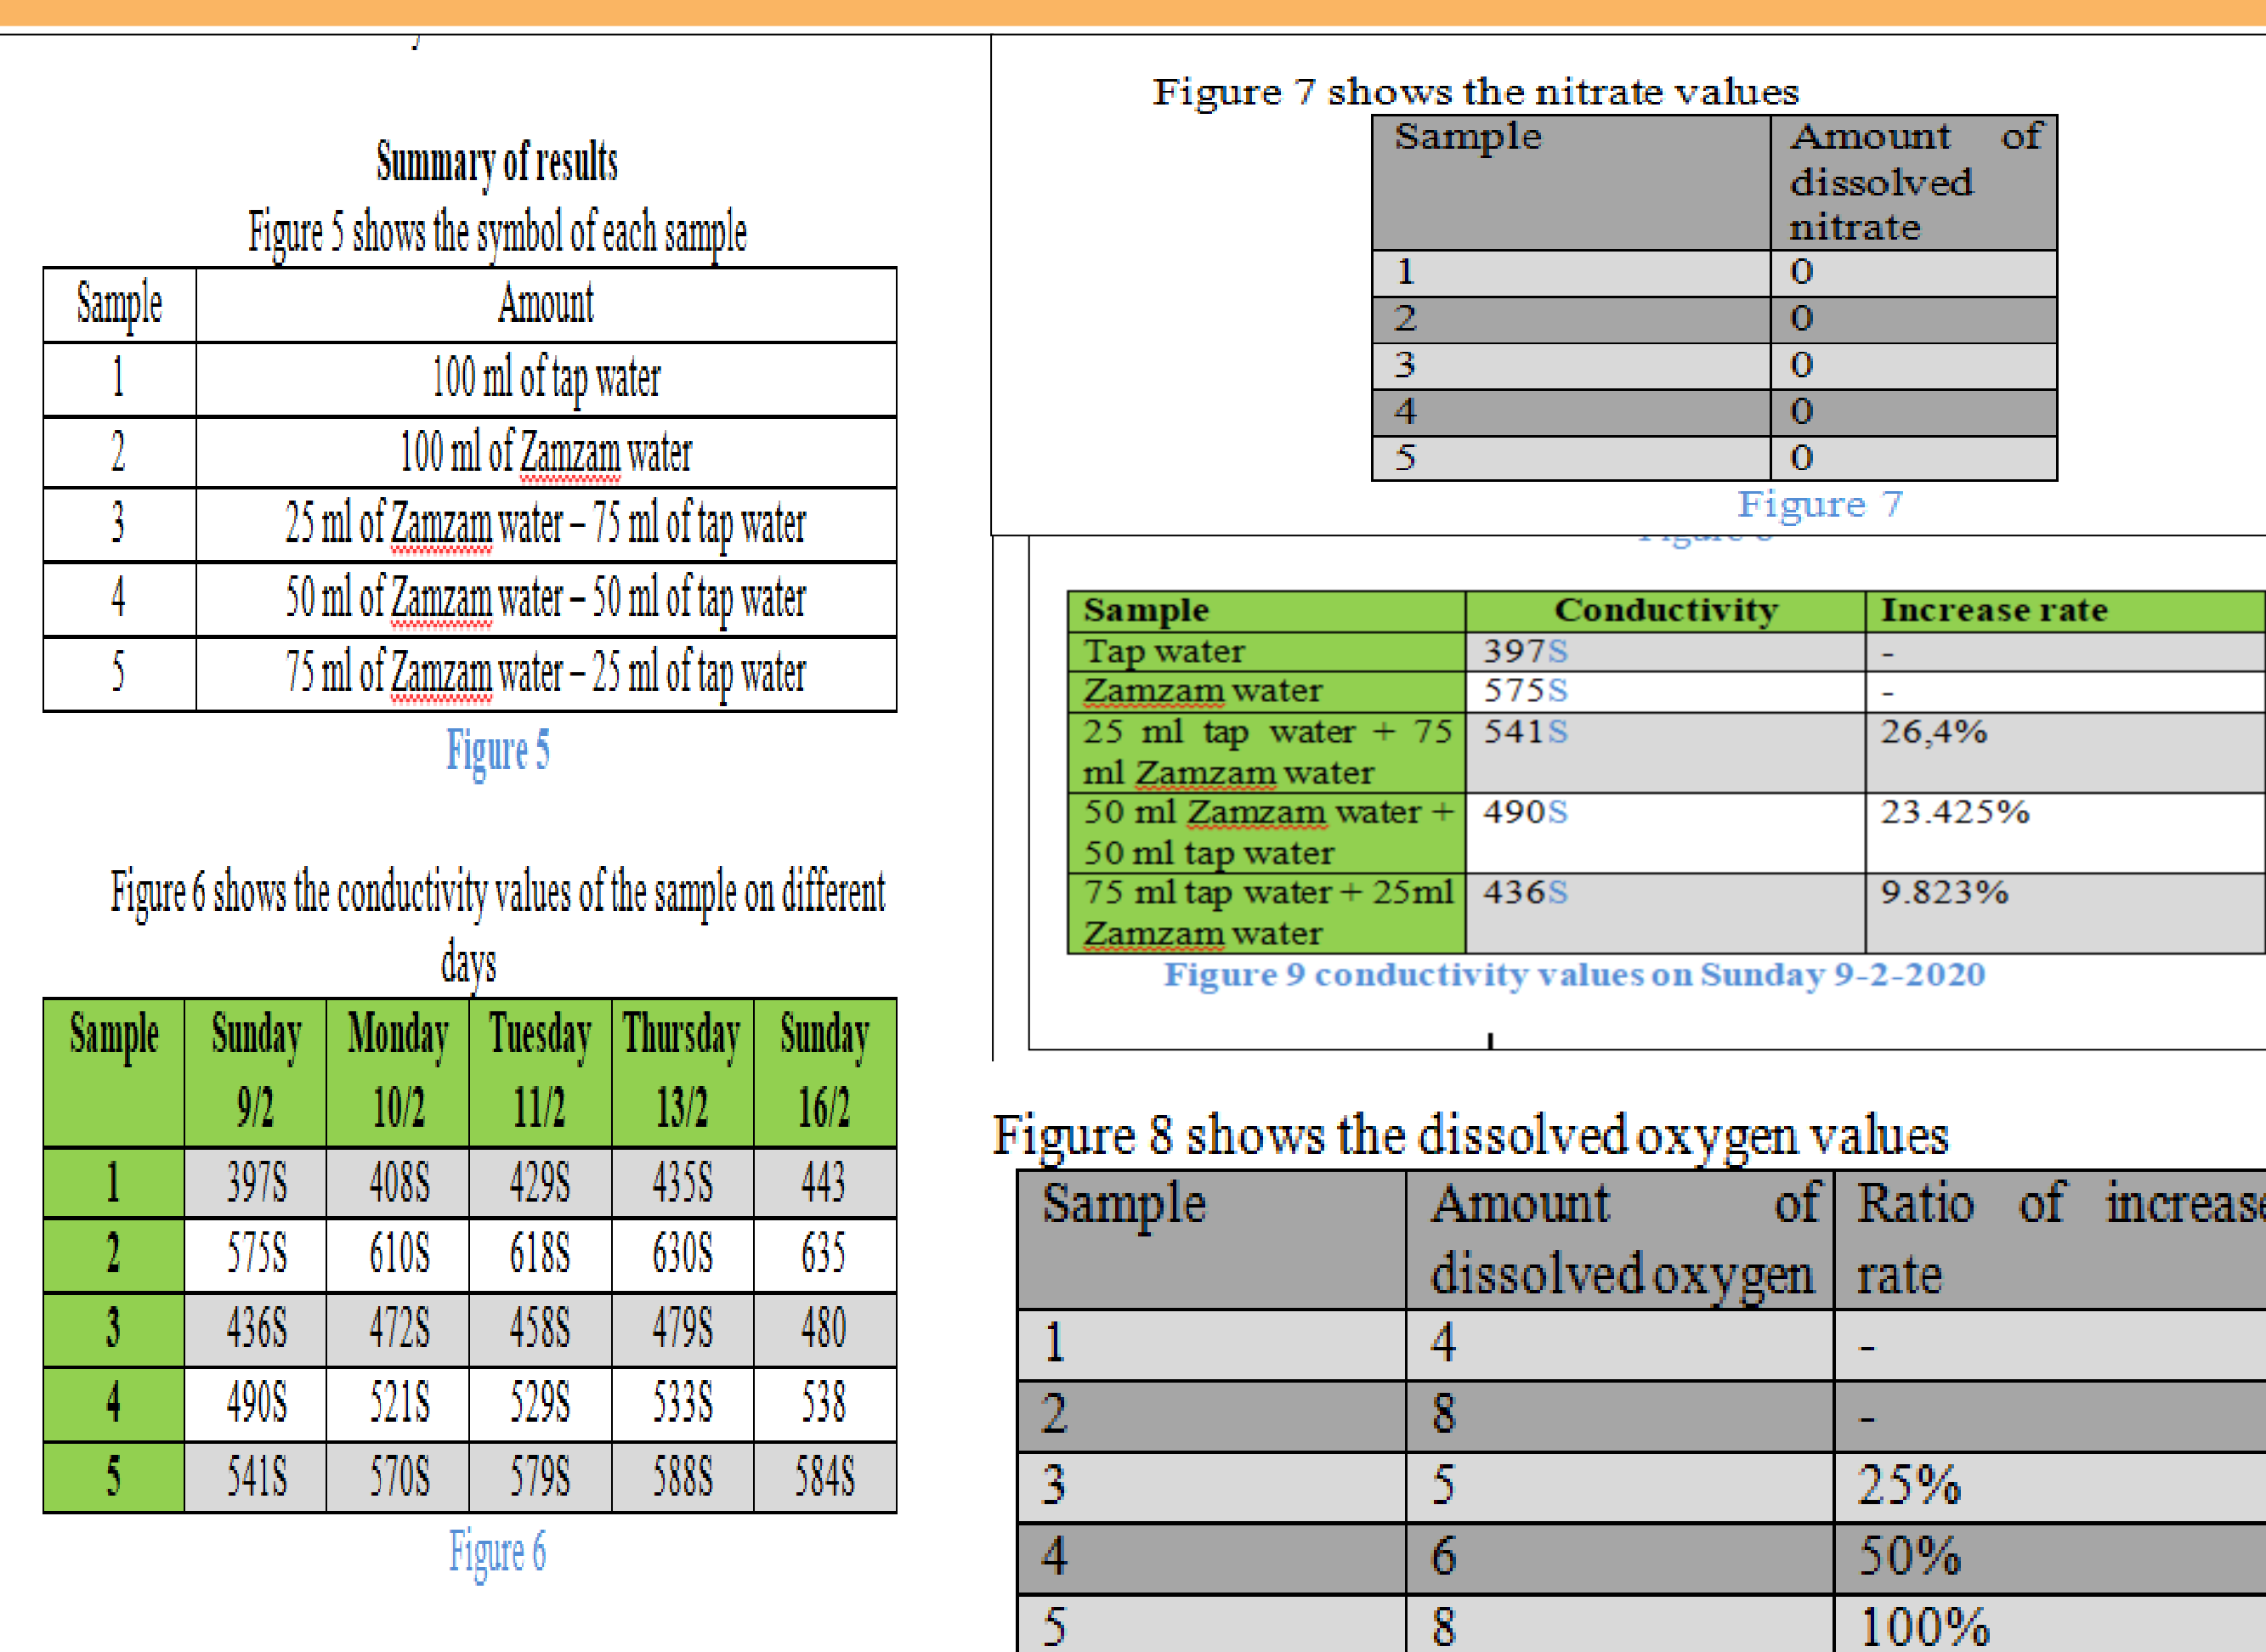 Summary of results
Figure 5 shows the symbol of each sample
Sample Amount
1 100 ml of tap water
2 100 ml of Zamzam water
3 25 ml of Zamzam water – 75 ml of tap water
4 50 ml of Zamzam water – 50 ml of tap water
5 75 ml of Zamzam water – 25 ml of tap water
Figure 5
Figure 6 shows the conductivity values of the sample on different
days
Sample Sunday Monday Tuesday Thursday Sunday
9/2 10/2 11/2 13/2 16/2
1 397S 408S 429S 435S 443
2 575S 610S 618S 630S 635
3 436S 472S 458S 479S 480
4 490S 521S 529S 533S 538
5 541S 570S 579S 588S 584S
Figure 6
Figure 7 shows the nitrate values
Sample Amount of
dissolved
nitrate
1 0
2 0
3 0
4 0
5 0
Figure 7
Sample Conductivity Increase rate
Tap water 397S -
Zamzam water 575S -
25 ml tap water + 75 541S 26,4%
ml Zamzam water
50 ml Zamzam water + 490S 23.425%
50 ml tap water
75 ml tap water + 25ml 436S 9.823%
Zamzam water
Figure 9 conductivity values on Sunday 9-2-2020
Figure 8 shows the dissolved oxygen values
Sample Amount of Ratio of increase
dissolved oxygen rate
1 4 -
2 8 -
3 5 25%
4 6 50%
5 8 100%